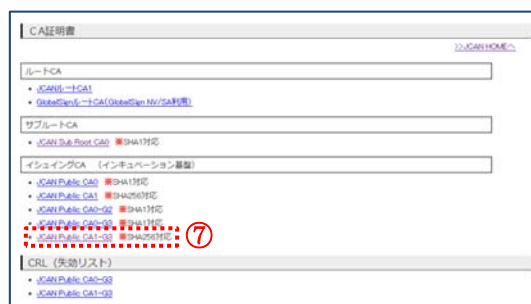 CA証明書
>>JCAN HOMEへ
ルートCA
・JCANルートCA1
・GlobalSignルートCA(GlobalSign NV/SA利用)
サブルートCA
・JCAN Sub Root CA0 ※SHA1対応
イシュイングCA (インキュベーション基盤)
・JCAN Public CA0 ※SHA1対応
・JCAN Public CA1 ※SHA256対応
・JCAN Public CA0-G2 ※SHA1対応
・JCAN Public CA0-G3 ※SHA1対応
・JCAN Public CA1-G3 ※SHA256対応 ⑦
CRL (失効リスト)
・JCAN Public CA0-G3
・JCAN Public CA1-G3